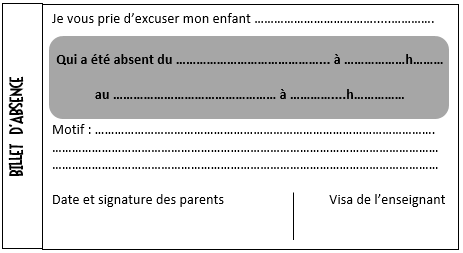 BILLET D'ABSENCE
Je vous prie d'excuser mon enfant ……………………………………………
Qui a été absent du …………………………………… à ………………h………
au ……………………………………… à ……………h……………
Motif : ……………………………………………………………………………………
………………………………………………………………………………………………
………………………………………………………………………………………………
Date et signature des parents Visa de l'enseignant